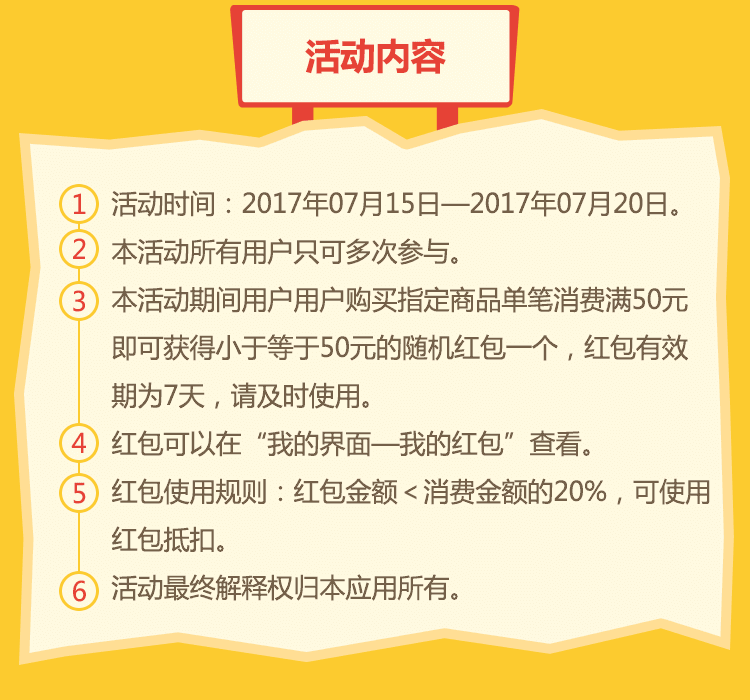 活动内容
1 活动时间：2017年07月15日—2017年07月20日。
2 本活动所有用户只可多次参与。
3 本活动期间用户用户购买指定商品单笔消费满50元
即可获得小于等于50元的随机红包一个，红包有效
期为7天，请及时使用。
4 红包可以在“我的界面—我的红包”查看。
5 红包使用规则：红包金额＜消费金额的20%，可使用
红包抵扣。
6 活动最终解释权归本应用所有。